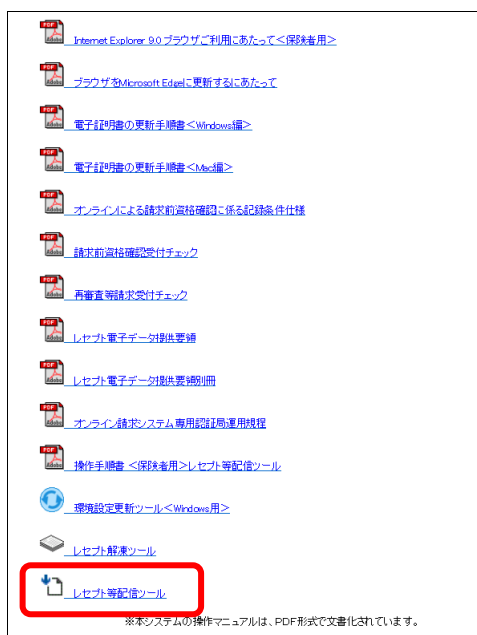 Internet Explorer 9.0 ブラウザご利用にあたって＜保険者用＞
ブラウザをMicrosoft Edgeに更新するにあたって
電子証明書の更新手順書＜Windows編＞
電子証明書の更新手順書＜Mac編＞
オンラインによる請求前資格確認に係る記録条件仕様
請求前資格確認受付チェック
再審査等請求受付チェック
レセプト電子データ提供要領
レセプト電子データ提供要領別冊
オンライン請求システム専用認証局運用規程
操作手順書 ＜保険者用＞レセプト等配信ツール
環境設定更新ツール＜Windows用＞
レセプト解凍ツール
レセプト等配信ツール
※本システムの操作マニュアルは、PDF形式で文書化されています。